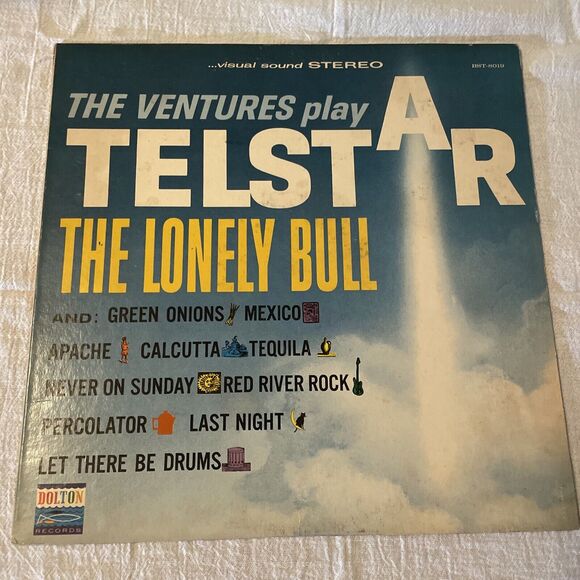 ...visual sound STEREO
BST-8019
THE VENTURES play
TELSTAR
THE LONELY BULL
AND: GREEN ONIONS MEXICO
APACHE CALCUTTA TEQUILA
NEVER ON SUNDAY RED RIVER ROCK
PERCOLATOR LAST NIGHT
LET THERE BE DRUMS
DOLTON
RECORDS